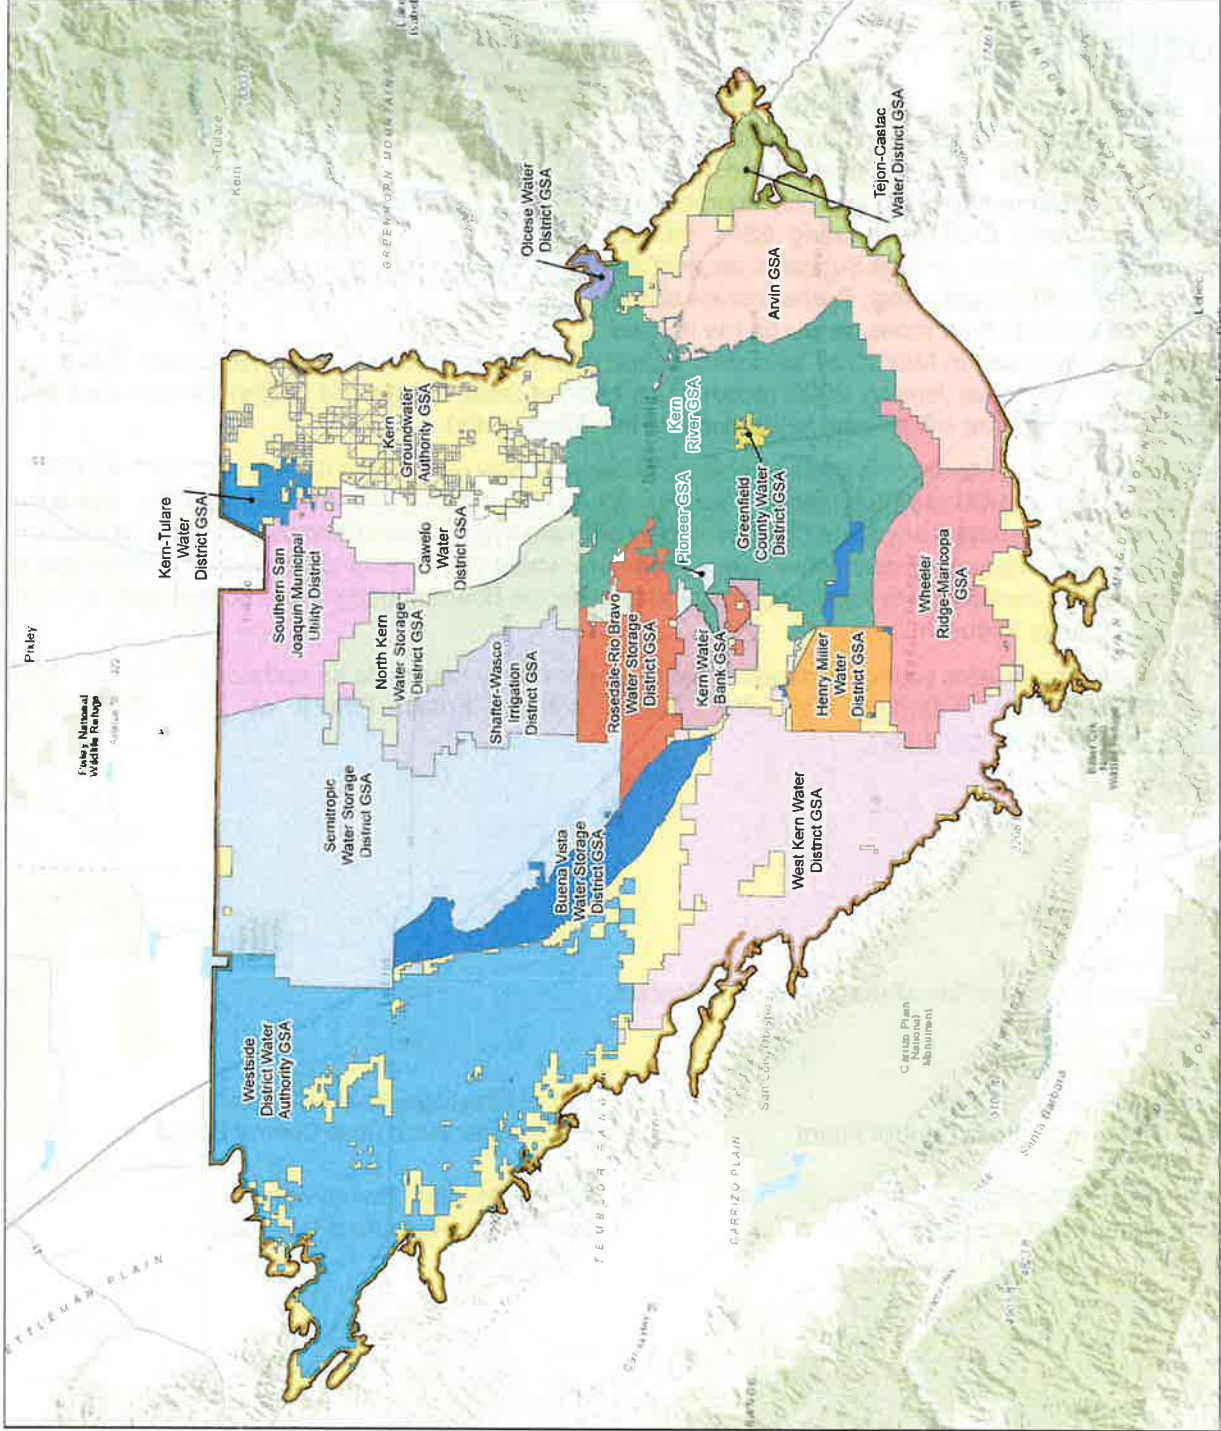 Pixley
Pixley National
Wildlife Refuge
Kern-Tulare
Water
District GSA
Southern San
Joaquin Municipal
Utility District
Kern
Groundwater
Authority GSA
Cawelo
Water
District GSA
North Kern
Water Storage
District GSA
Shafter-Wasco
Irrigation
District GSA
Semitropic
Water Storage
District GSA
Westside
District Water
Authority GSA
Buena Vista
Water Storage
District GSA
Rosedale-Rio Bravo
Water Storage
District GSA
Kern Water
Bank GSA
Pioneer GSA
Kern
River GSA
Greenfield
County Water
District GSA
Olcese Water
District GSA
Arvin GSA
Tejon-Castac
Water District GSA
Henry Miller
Water
District GSA
Wheeler
Ridge-Maricopa
GSA
West Kern Water
District GSA
GREENHORN MOUNTAINS
Tulare
Kern
Lebec
Carrizo Plain
National
Monument
CARRIZO PLAIN
Santa Barbara